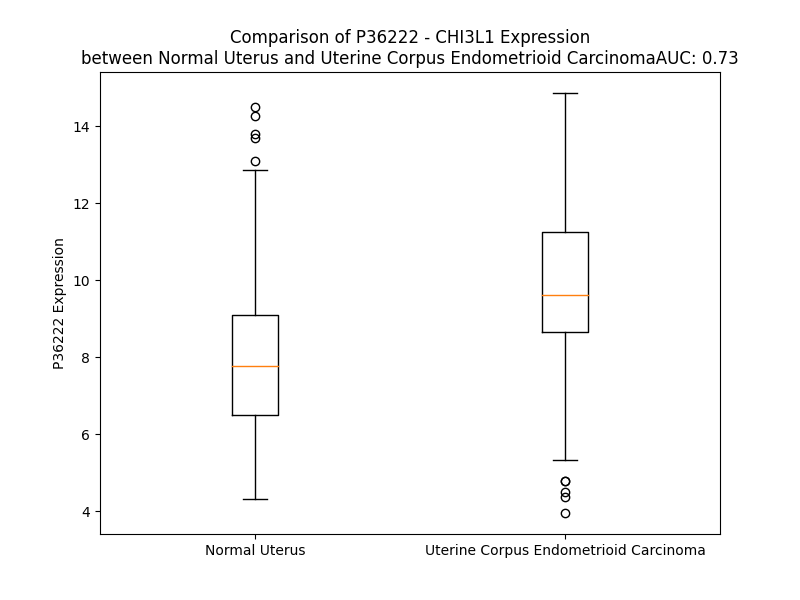 Comparison of P36222 - CHI3L1 Expression
between Normal Uterus and Uterine Corpus Endometrioid CarcinomaAUC: 0.73
P36222 Expression
14
12
10
8
6
4
Normal Uterus
Uterine Corpus Endometrioid Carcinoma